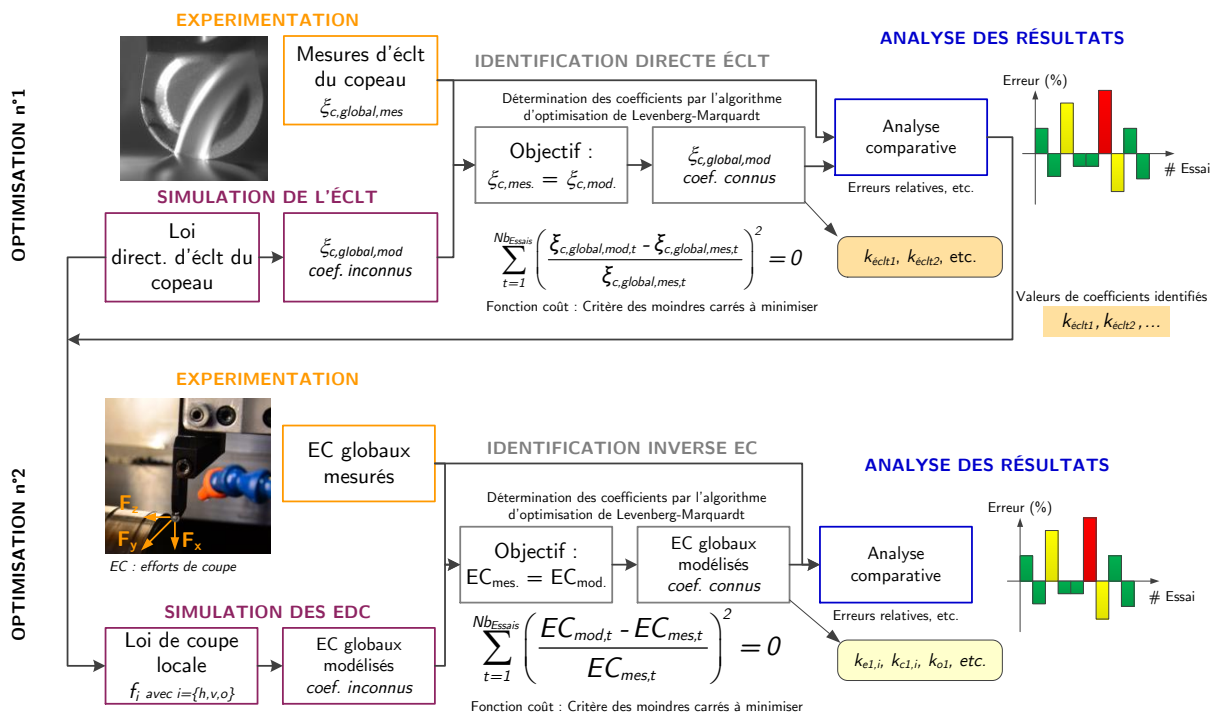 OPTIMISATION n°1
EXPERIMENTATION
Mesures d'éclt
du copeau
ξc,global,mes
SIMULATION DE L'ÉCLT
Loi
direct. d'éclt du
copeau
ξc,global,mod
coef. inconnus
IDENTIFICATION DIRECTE ÉCLT
Détermination des coefficients par l'algorithme
d'optimisation de Levenberg-Marquardt
Objectif :
ξc,mes. = ξc,mod.
ξc,global,mod
coef. connus
NbEssais
∑ ( (ξc,global,mod,t - ξc,global,mes,t) / ξc,global,mes,t )² = 0
t=1
Fonction coût : Critère des moindres carrés à minimiser
ANALYSE DES RÉSULTATS
Analyse
comparative
Erreurs relatives, etc.
kéclt1, kéclt2, etc.
Erreur (%)
# Essai
Valeurs de coefficients identifiés
kéclt1, kéclt2, ...
OPTIMISATION n°2
EXPERIMENTATION
Fz
Fy
Fx
EC : efforts de coupe
EC globaux
mesurés
SIMULATION DES EDC
Loi de coupe
locale
fi avec i={h,v,o}
EC globaux
modélisés
coef. inconnus
IDENTIFICATION INVERSE EC
Détermination des coefficients par l'algorithme
d'optimisation de Levenberg-Marquardt
Objectif :
ECmes. = ECmod.
EC globaux
modélisés
coef. connus
NbEssais
∑ ( (ECmod,t - ECmes,t) / ECmes,t )² = 0
t=1
Fonction coût : Critère des moindres carrés à minimiser
ANALYSE DES RÉSULTATS
Analyse
comparative
Erreurs relatives, etc.
ke1,i, kc1,i, ko1, etc.
Erreur (%)
# Essai